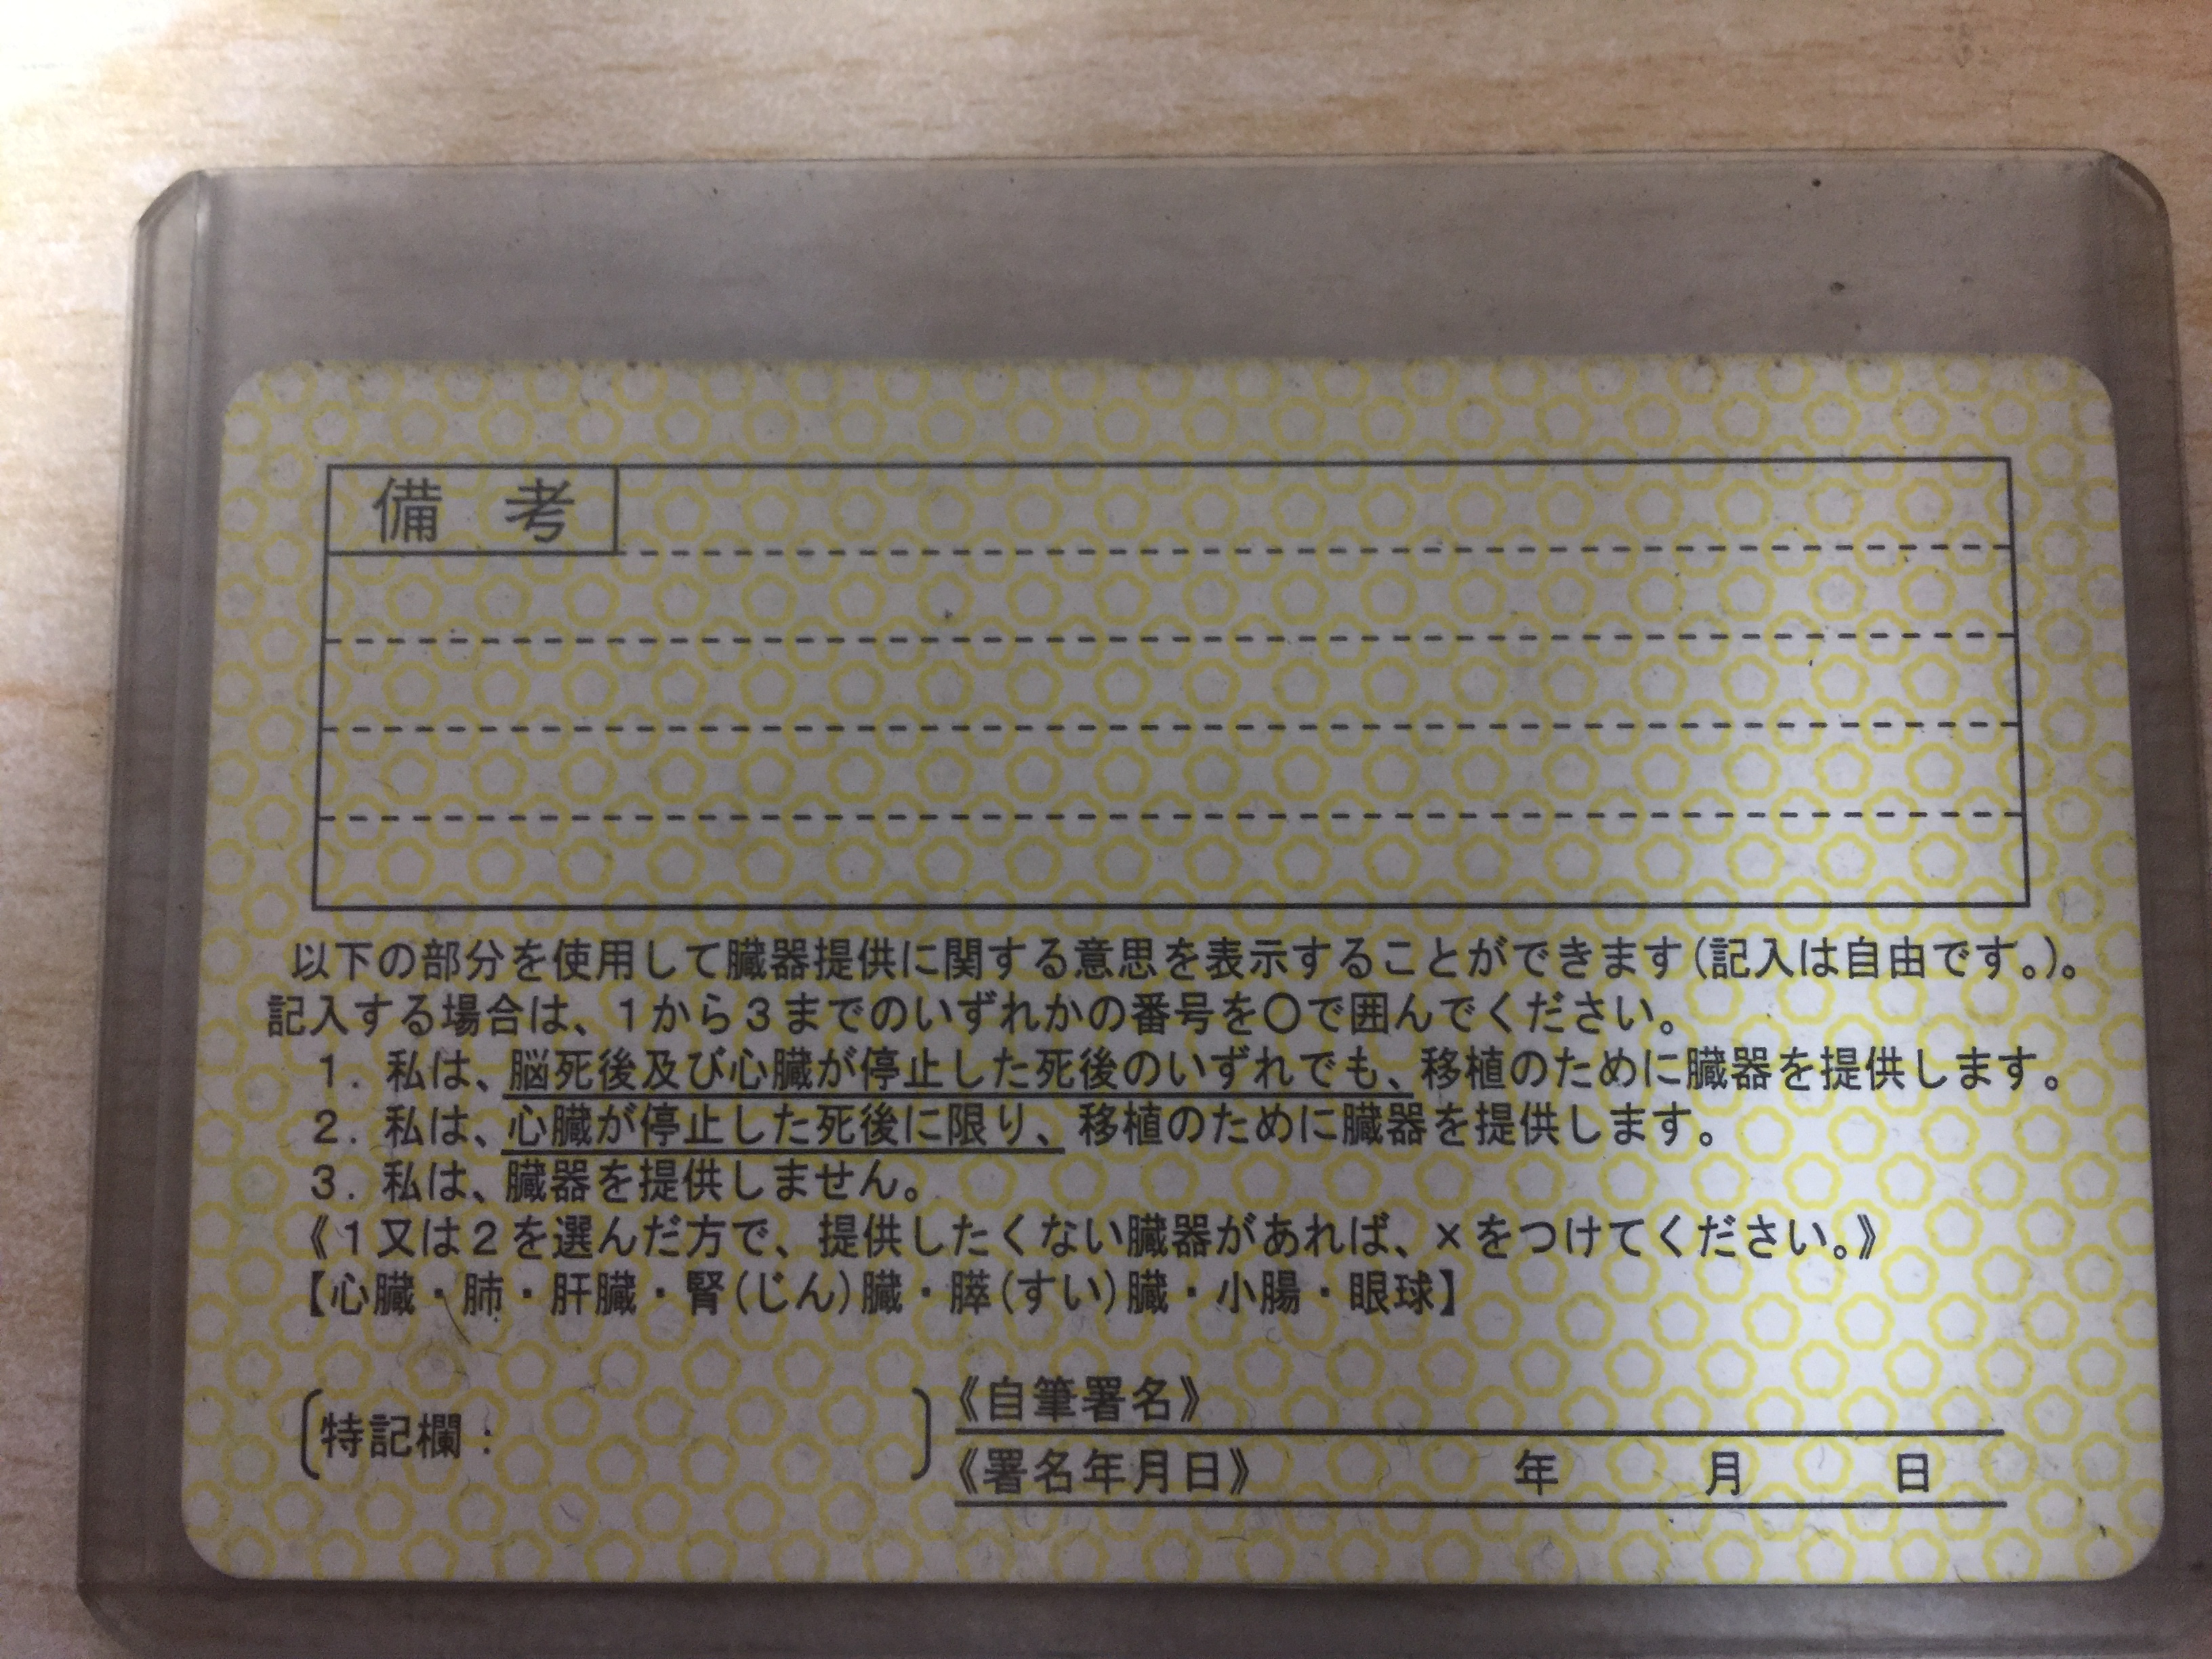 備考
以下の部分を使用して臓器提供に関する意思を表示することができます(記入は自由です。)。
記入する場合は、1から3までのいずれかの番号を〇で囲んでください。
1. 私は、脳死後及び心臓が停止した死後のいずれでも、移植のために臓器を提供します。
2. 私は、心臓が停止した死後に限り、移植のために臓器を提供します。
3. 私は、臓器を提供しません。
《1又は2を選んだ方で、提供したくない臓器があれば、×をつけてください。》
【心臓・肺・肝臓・腎(じん)臓・膵(すい)臓・小腸・眼球】
〔特記欄: 〕《自筆署名》
《署名年月日》 年 月 日